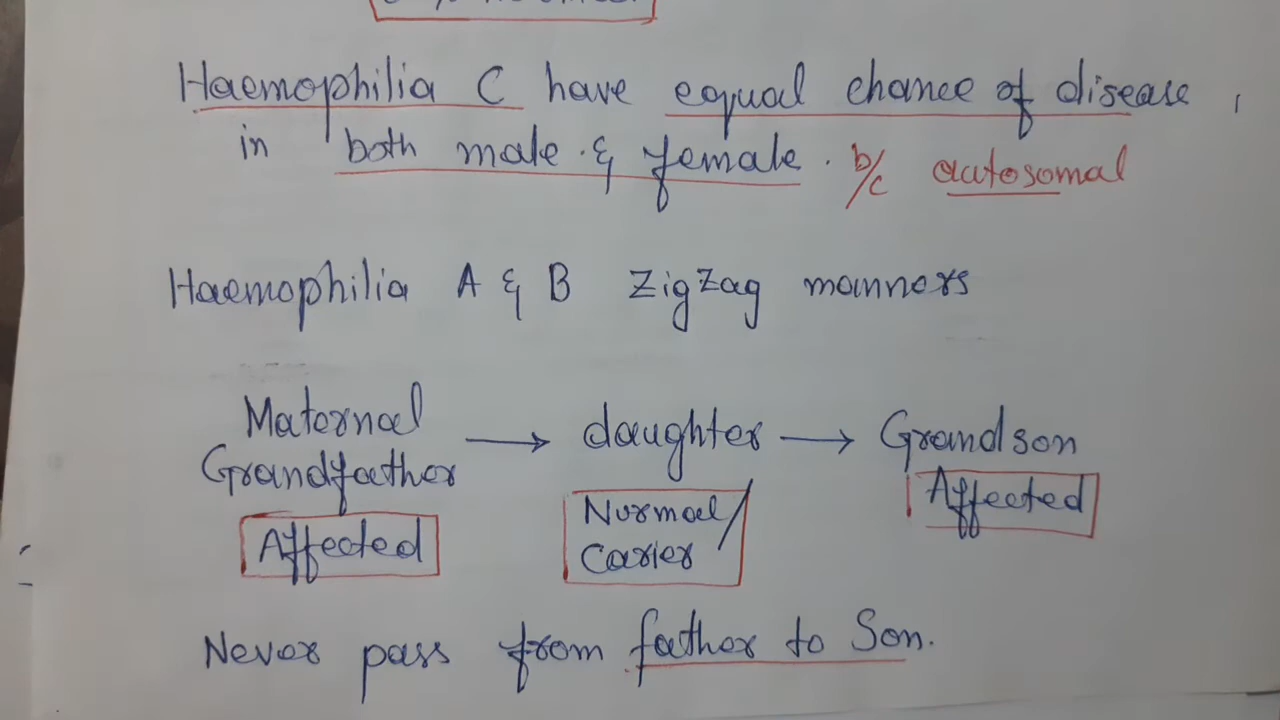 Haemophilia C have equal chance of disease
in both male & female. b/c autosomal
Haemophilia A & B ZigZag manners
Maternal
Grandfather
Affected
→ daughter
Normal/
Carier
→ Grandson
Affected
Never pass from father to Son.